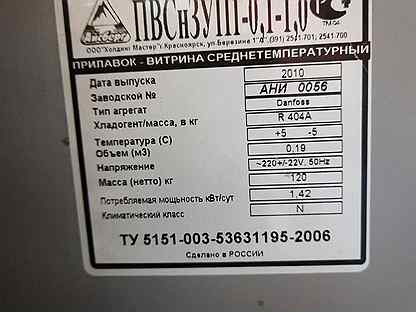 Айсберг
ПВСнЗУПГ-0,1-1,0
ООО"Холдинг Мастер" г.Красноярск, ул.Березина 1"Д", (391) 2541-701; 2541-700
ПРИЛАВОК - ВИТРИНА СРЕДНЕТЕМПЕРАТУРНЫЙ
Дата выпуска 2010
Заводской № АНИ 0056
Тип агрегат Danfoss
Хладогент/масса, в кг R 404A
Температура (С) +5 -5
Объем (м3) 0,19
Напряжение ~220+/-22V, 50Hz
Масса (нетто) кг 120
Потребляемая мощность кВт/сут 1,42
Климатический класс N
ТУ 5151-003-53631195-2006
Сделано в РОССИИ